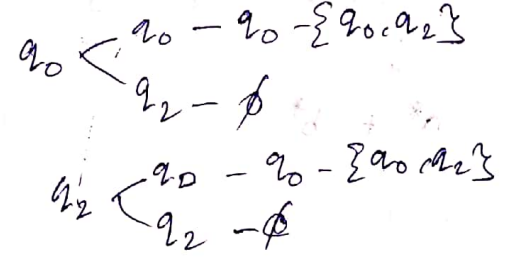 q₀ < q₀ - q₀ - {q₀, q₂}
q₂ - ϕ
q₂ < q₀ - q₀ - {q₀, q₂}
q₂ - ϕ